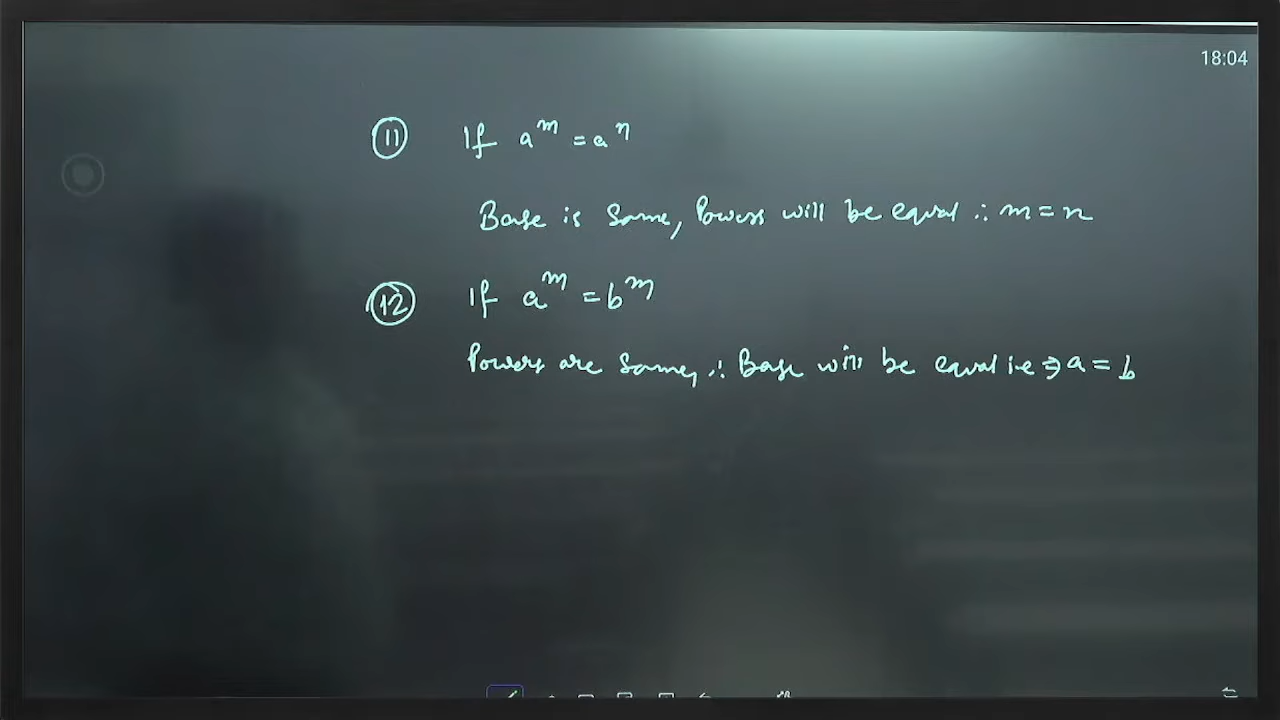 18:04
(11) If a^m = a^n
Base is same, Powers will be equal ∴ m = n
(12) If a^m = b^m
Powers are same, ∴ Base will be equal i.e ⇒ a = b